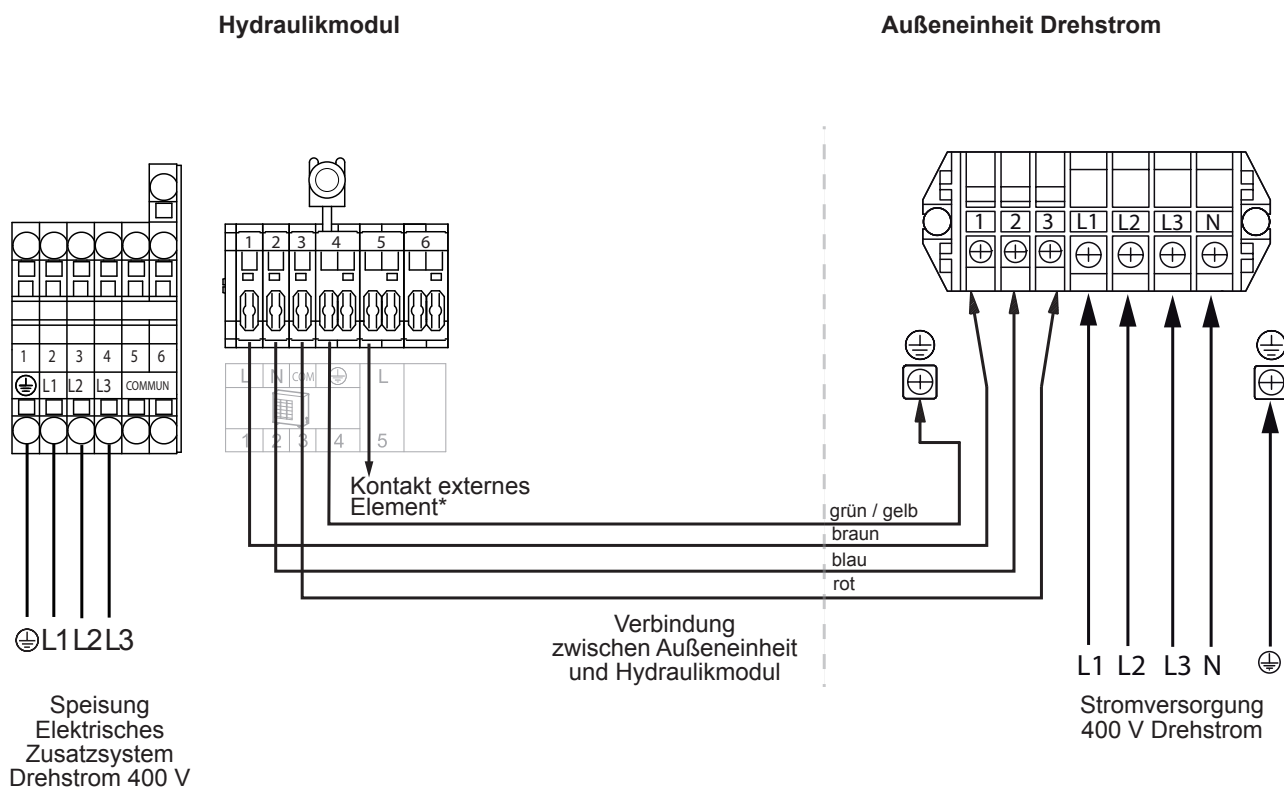 Hydraulikmodul
Außeneinheit Drehstrom
1 2 3 4 5 6
L1 L2 L3 COMMUN
1 2 3 4 5 6
L N COM L
1 2 3 4 5
Kontakt externes
Element*
1 2 3 L1 L2 L3 N
grün / gelb
braun
blau
rot
Verbindung
zwischen Außeneinheit
und Hydraulikmodul
L1 L2 L3
Speisung
Elektrisches
Zusatzsystem
Drehstrom 400 V
L1 L2 L3 N
Stromversorgung
400 V Drehstrom